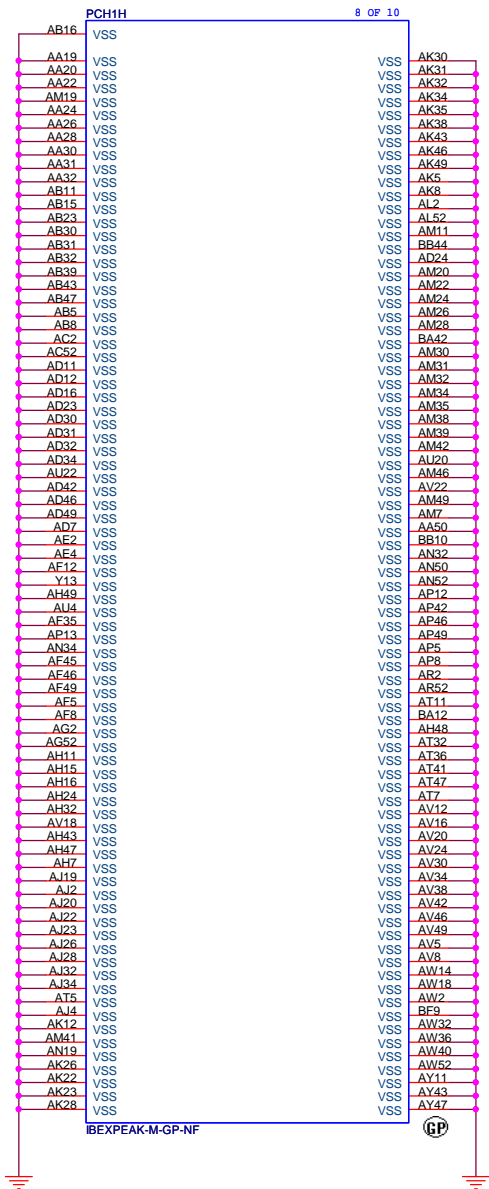 PCH1H 8 OF 10
AB16 VSS
AA19 VSS VSS AK30
AA20 VSS VSS AK31
AA22 VSS VSS AK32
AM19 VSS VSS AK34
AA24 VSS VSS AK35
AA26 VSS VSS AK38
AA28 VSS VSS AK43
AA30 VSS VSS AK46
AA31 VSS VSS AK49
AA32 VSS VSS AK5
AB11 VSS VSS AK8
AB15 VSS VSS AL2
AB23 VSS VSS AL52
AB30 VSS VSS AM11
AB31 VSS VSS BB44
AB32 VSS VSS AD24
AB39 VSS VSS AM20
AB43 VSS VSS AM22
AB47 VSS VSS AM24
AB5 VSS VSS AM26
AB8 VSS VSS AM28
AC2 VSS VSS BA42
AC52 VSS VSS AM30
AD11 VSS VSS AM31
AD12 VSS VSS AM32
AD16 VSS VSS AM34
AD23 VSS VSS AM35
AD30 VSS VSS AM38
AD31 VSS VSS AM39
AD32 VSS VSS AM42
AD34 VSS VSS AU20
AU22 VSS VSS AM46
AD42 VSS VSS AV22
AD46 VSS VSS AM49
AD49 VSS VSS AM7
AD7 VSS VSS AA50
AE2 VSS VSS BB10
AE4 VSS VSS AN32
AF12 VSS VSS AN50
Y13 VSS VSS AN52
AH49 VSS VSS AP12
AU4 VSS VSS AP42
AF35 VSS VSS AP46
AP13 VSS VSS AP49
AN34 VSS VSS AP5
AF45 VSS VSS AP8
AF46 VSS VSS AR2
AF49 VSS VSS AR52
AF5 VSS VSS AT11
AF8 VSS VSS BA12
AG2 VSS VSS AH48
AG52 VSS VSS AT32
AH11 VSS VSS AT36
AH15 VSS VSS AT41
AH16 VSS VSS AT47
AH24 VSS VSS AT7
AH32 VSS VSS AV12
AV18 VSS VSS AV16
AH43 VSS VSS AV20
AH47 VSS VSS AV24
AH7 VSS VSS AV30
AJ19 VSS VSS AV34
AJ2 VSS VSS AV38
AJ20 VSS VSS AV42
AJ22 VSS VSS AV46
AJ23 VSS VSS AV49
AJ26 VSS VSS AV5
AJ28 VSS VSS AV8
AJ32 VSS VSS AW14
AJ34 VSS VSS AW18
AT5 VSS VSS AW2
AJ4 VSS VSS BF9
AK12 VSS VSS AW32
AM41 VSS VSS AW36
AN19 VSS VSS AW40
AK26 VSS VSS AW52
AK22 VSS VSS AY11
AK23 VSS VSS AY43
AK28 VSS VSS AY47
IBEXPEAK-M-GP-NF GP